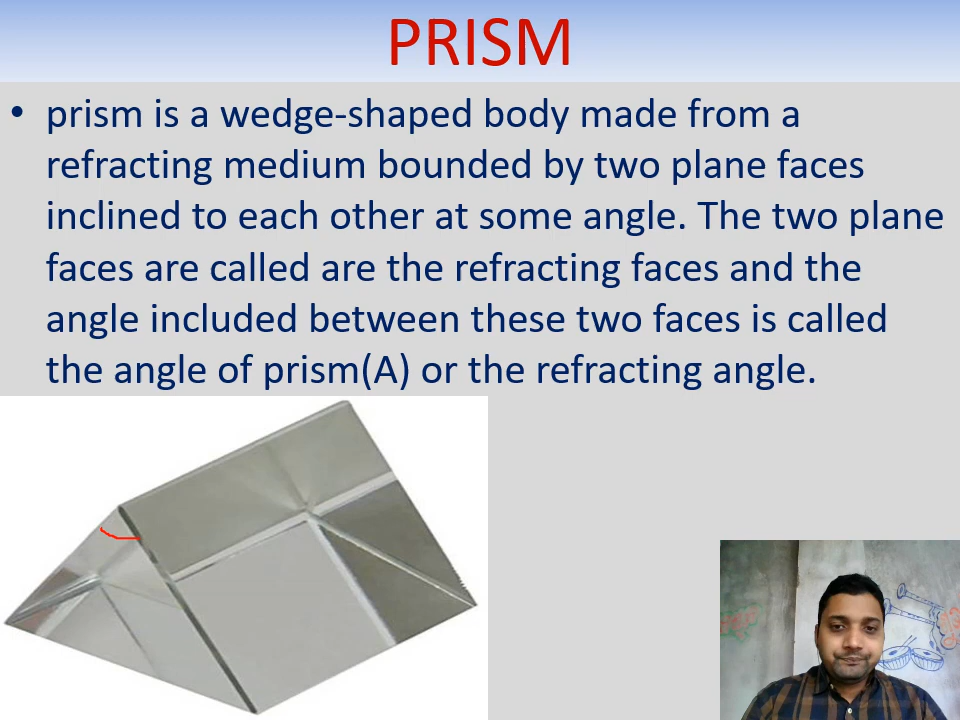 PRISM
• prism is a wedge-shaped body made from a
refracting medium bounded by two plane faces
inclined to each other at some angle. The two plane
faces are called are the refracting faces and the
angle included between these two faces is called
the angle of prism(A) or the refracting angle.